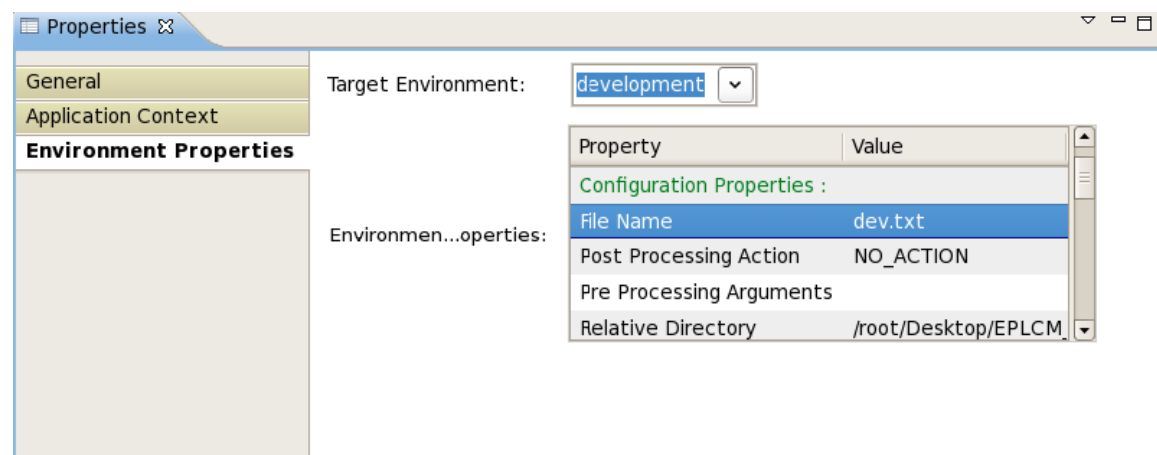 Properties
General
Application Context
Environment Properties
Target Environment: development
Environmen...operties:
Property Value
Configuration Properties :
File Name dev.txt
Post Processing Action NO_ACTION
Pre Processing Arguments
Relative Directory /root/Desktop/EPLCM_